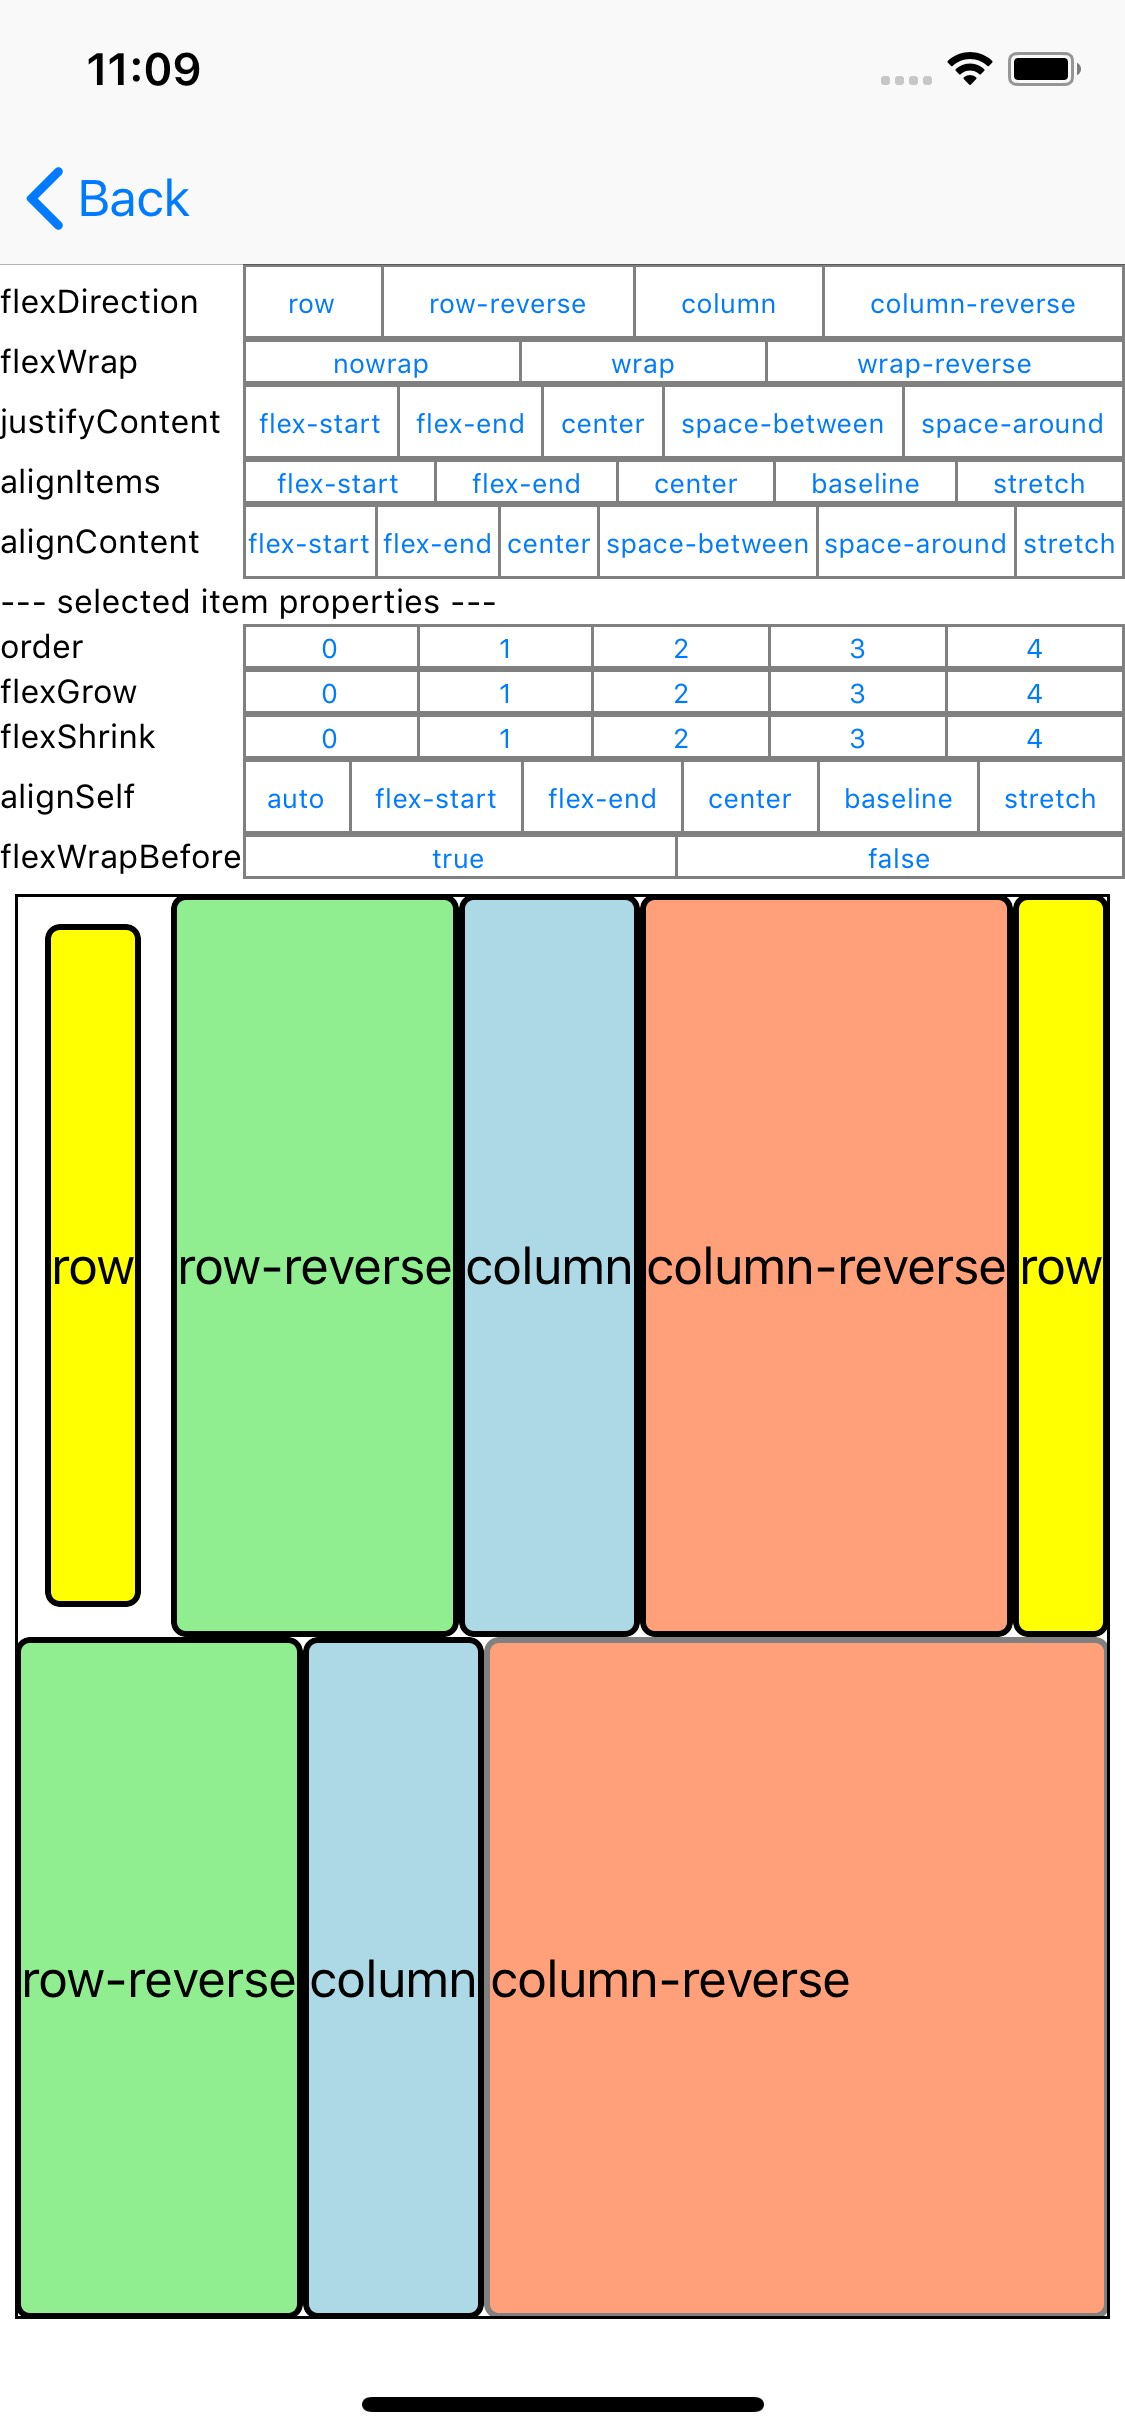 11:09
Back
flexDirection row row-reverse column column-reverse
flexWrap nowrap wrap wrap-reverse
justifyContent flex-start flex-end center space-between space-around
alignItems flex-start flex-end center baseline stretch
alignContent flex-start flex-end center space-between space-around stretch
--- selected item properties ---
order 0 1 2 3 4
flexGrow 0 1 2 3 4
flexShrink 0 1 2 3 4
alignSelf auto flex-start flex-end center baseline stretch
flexWrapBefore true false
row row-reverse column column-reverse row
row-reverse column column-reverse